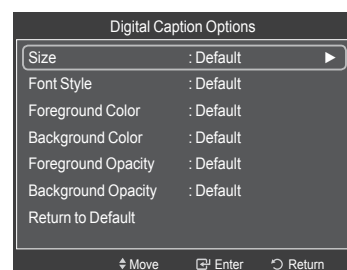 Digital Caption Options
Size : Default ►
Font Style : Default
Foreground Color : Default
Background Color : Default
Foreground Opacity : Default
Background Opacity : Default
Return to Default
Move Enter Return